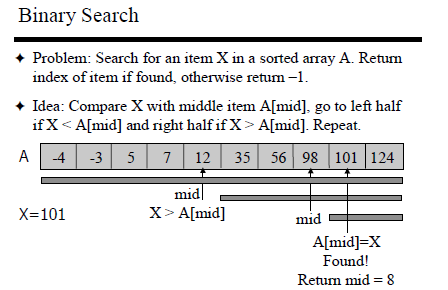 Binary Search
✦ Problem: Search for an item X in a sorted array A. Return
index of item if found, otherwise return –1.
✦ Idea: Compare X with middle item A[mid], go to left half
if X < A[mid] and right half if X > A[mid]. Repeat.
A -4 -3 5 7 12 35 56 98 101 124
mid
X=101 X > A[mid] mid
A[mid]=X
Found!
Return mid = 8